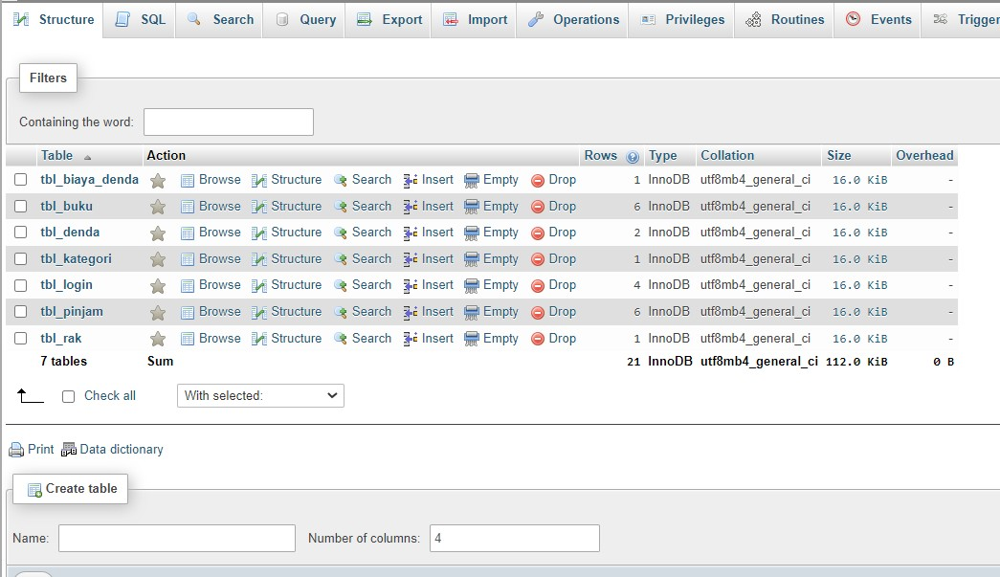 Structure SQL Search Query Export Import Operations Privileges Routines Events Trigger
Filters
Containing the word:
Table Action Rows Type Collation Size Overhead
tbl_biaya_denda Browse Structure Search Insert Empty Drop 1 InnoDB utf8mb4_general_ci 16.0 KiB -
tbl_buku Browse Structure Search Insert Empty Drop 6 InnoDB utf8mb4_general_ci 16.0 KiB -
tbl_denda Browse Structure Search Insert Empty Drop 2 InnoDB utf8mb4_general_ci 16.0 KiB -
tbl_kategori Browse Structure Search Insert Empty Drop 1 InnoDB utf8mb4_general_ci 16.0 KiB -
tbl_login Browse Structure Search Insert Empty Drop 4 InnoDB utf8mb4_general_ci 16.0 KiB -
tbl_pinjam Browse Structure Search Insert Empty Drop 6 InnoDB utf8mb4_general_ci 16.0 KiB -
tbl_rak Browse Structure Search Insert Empty Drop 1 InnoDB utf8mb4_general_ci 16.0 KiB -
7 tables Sum 21 InnoDB utf8mb4_general_ci 112.0 KiB 0 B
Check all With selected:
Print Data dictionary
Create table
Name: Number of columns: 4